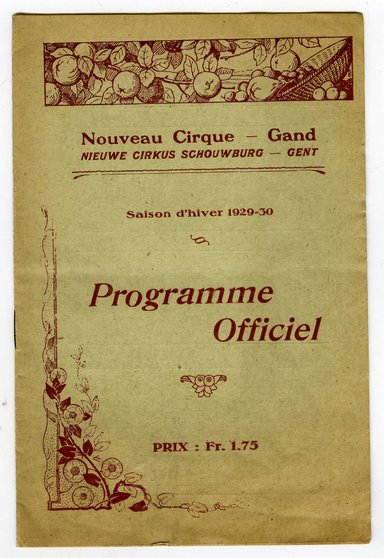 Nouveau Cirque — Gand
NIEUWE CIRKUS SCHOUWBURG — GENT
Saison d'hiver 1929-30
Programme
Officiel
PRIX : Fr. 1.75